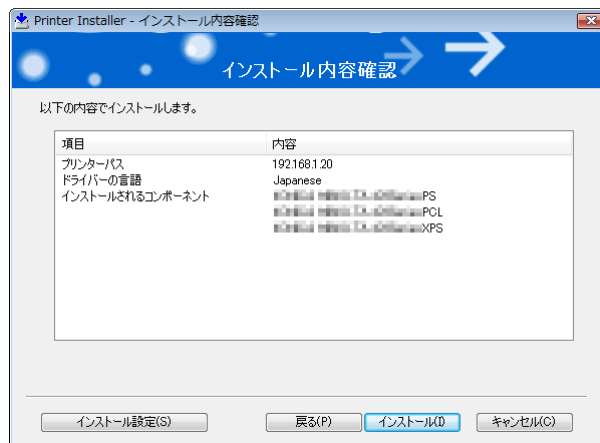 Printer Installer - インストール内容確認
インストール内容確認
以下の内容でインストールします。
項目 内容
プリンターパス 192.168.1.20
ドライバーの言語 Japanese
インストールされるコンポーネント PS
PCL
XPS
インストール設定(S) 戻る(P) インストール(I) キャンセル(C)